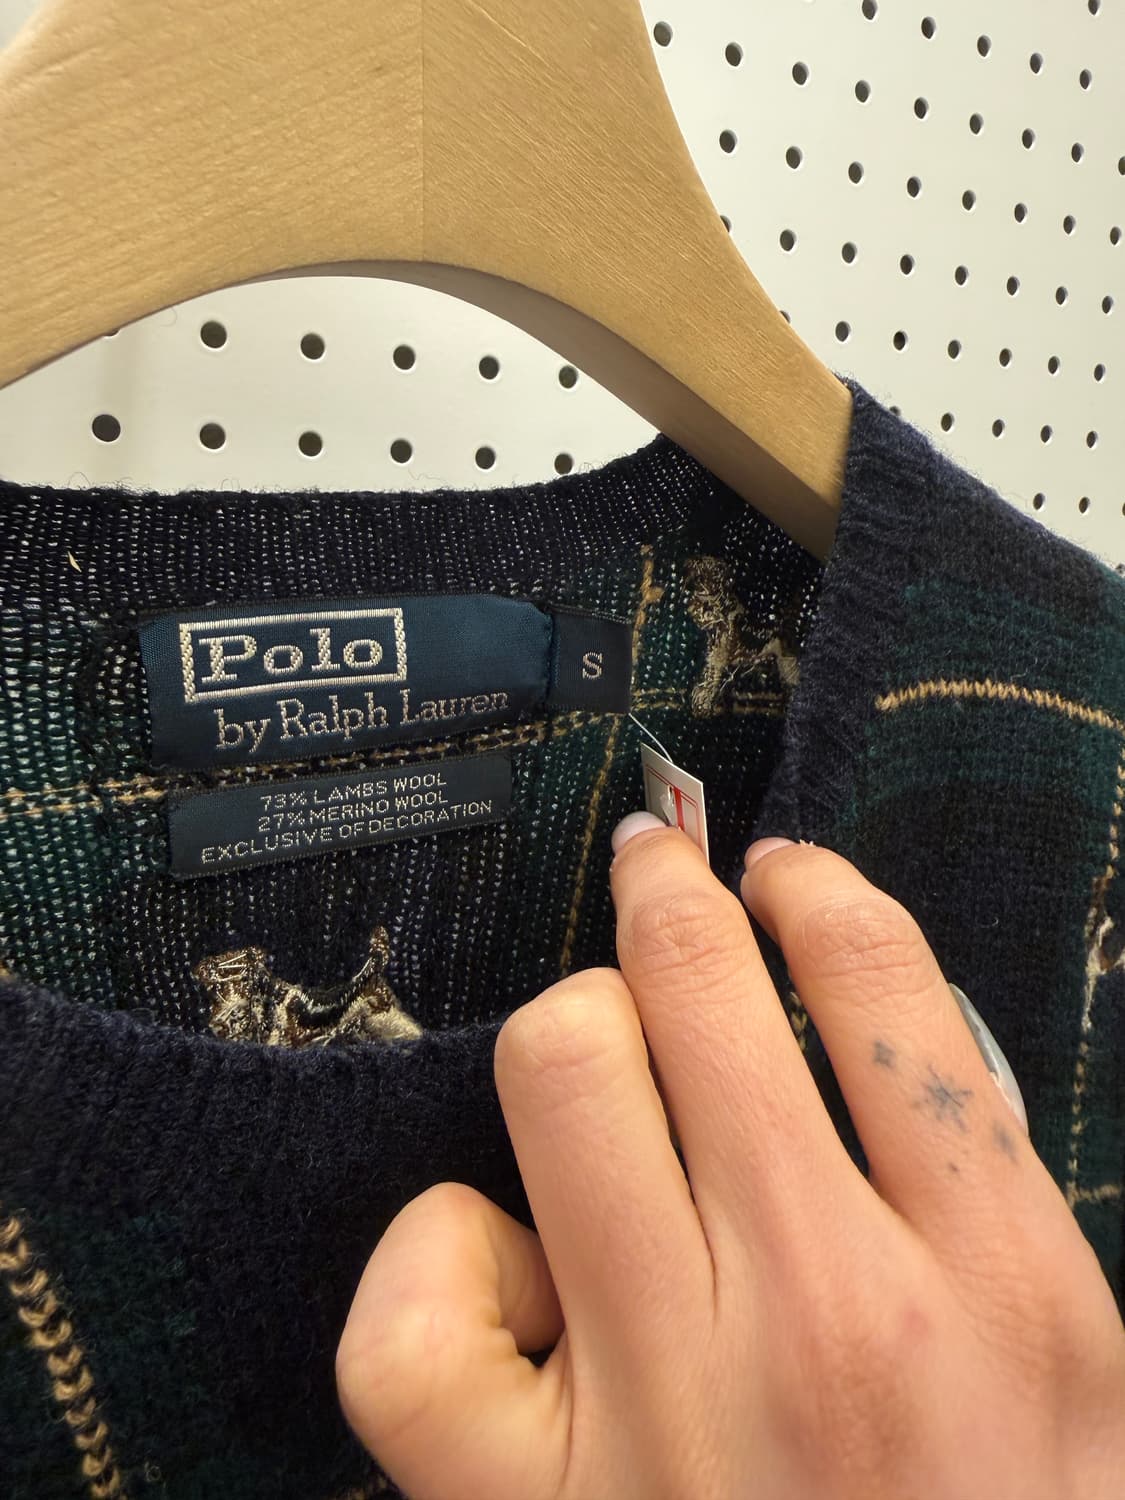 Polo
by Ralph Lauren
S
73% LAMBS WOOL
27% MERINO WOOL
EXCLUSIVE OF DECORATION